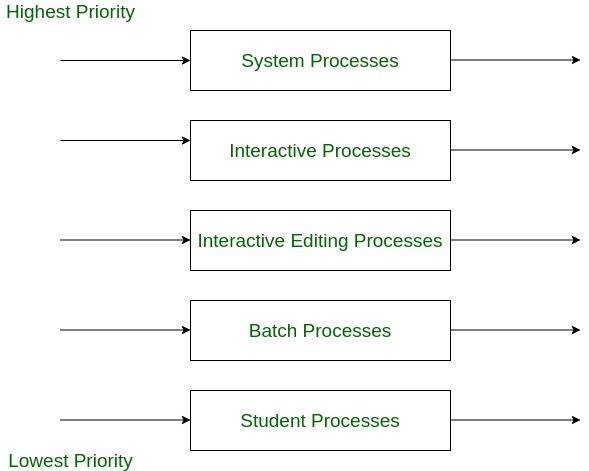 Highest Priority
System Processes
Interactive Processes
Interactive Editing Processes
Batch Processes
Student Processes
Lowest Priority